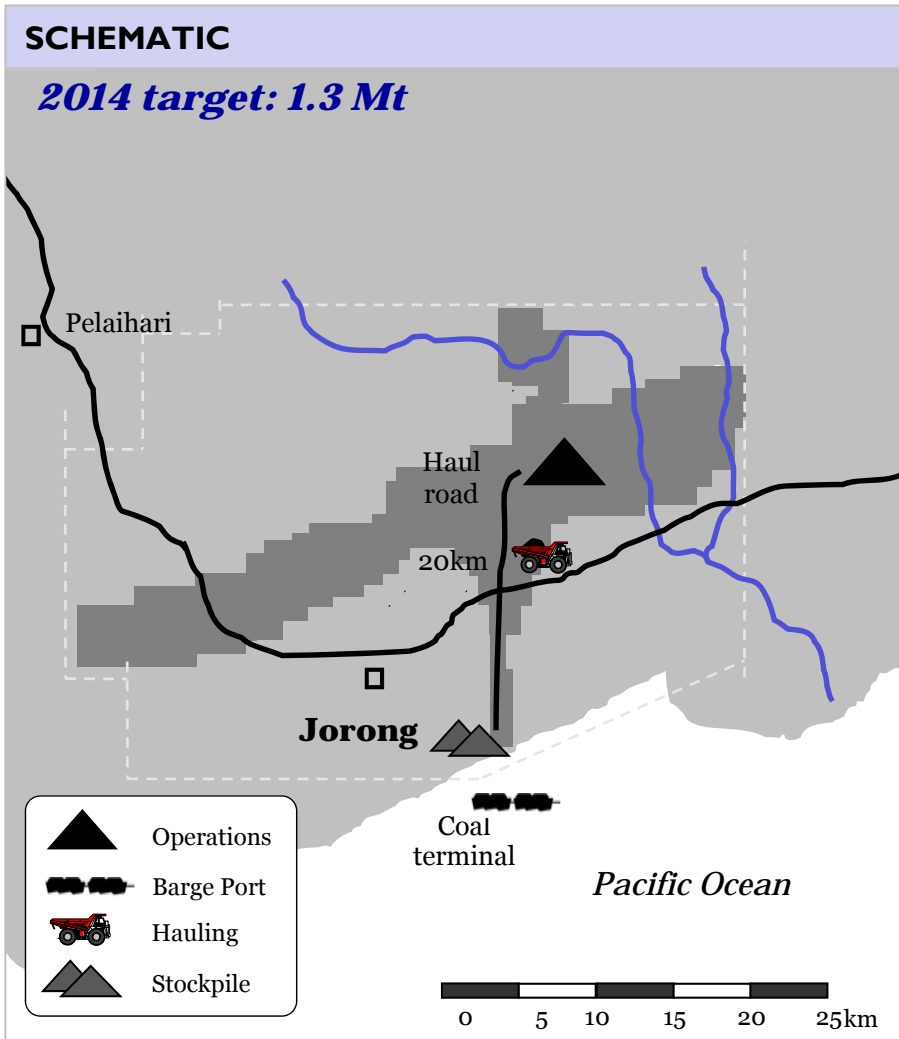 SCHEMATIC
2014 target: 1.3 Mt
Pelaihari
Haul
road
20km
Jorong
Coal
terminal
Pacific Ocean
Operations
Barge Port
Hauling
Stockpile
0 5 10 15 20 25km